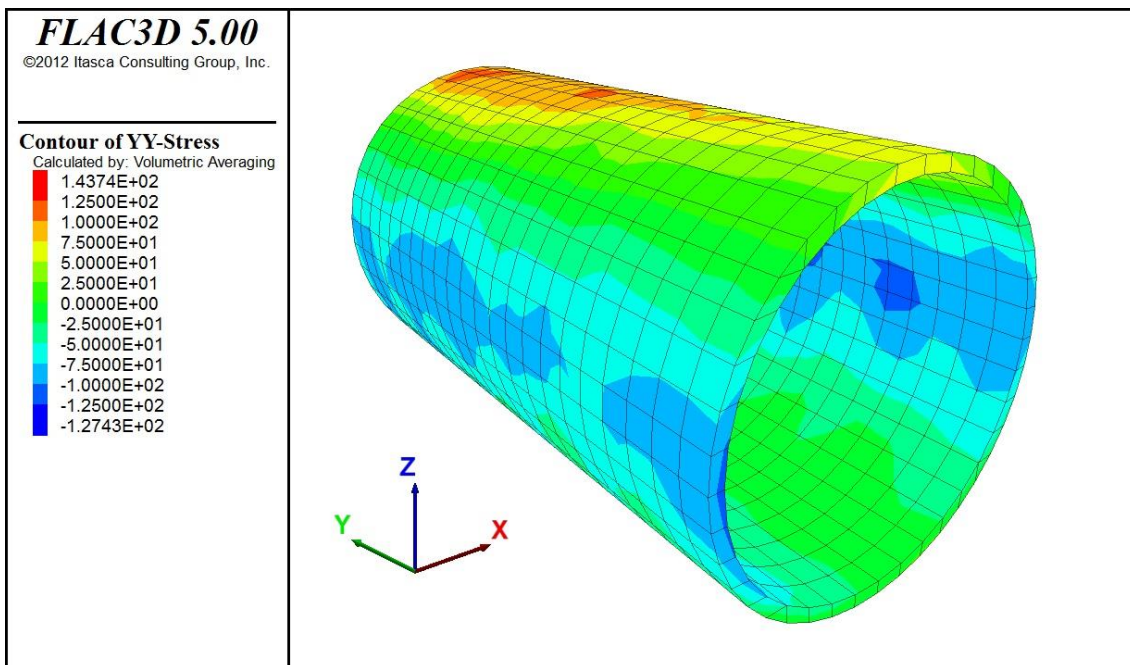 FLAC3D 5.00
©2012 Itasca Consulting Group, Inc.
Contour of YY-Stress
Calculated by: Volumetric Averaging
1.4374E+02
1.2500E+02
1.0000E+02
7.5000E+01
5.0000E+01
2.5000E+01
0.0000E+00
-2.5000E+01
-5.0000E+01
-7.5000E+01
-1.0000E+02
-1.2500E+02
-1.2743E+02
Z
Y
X